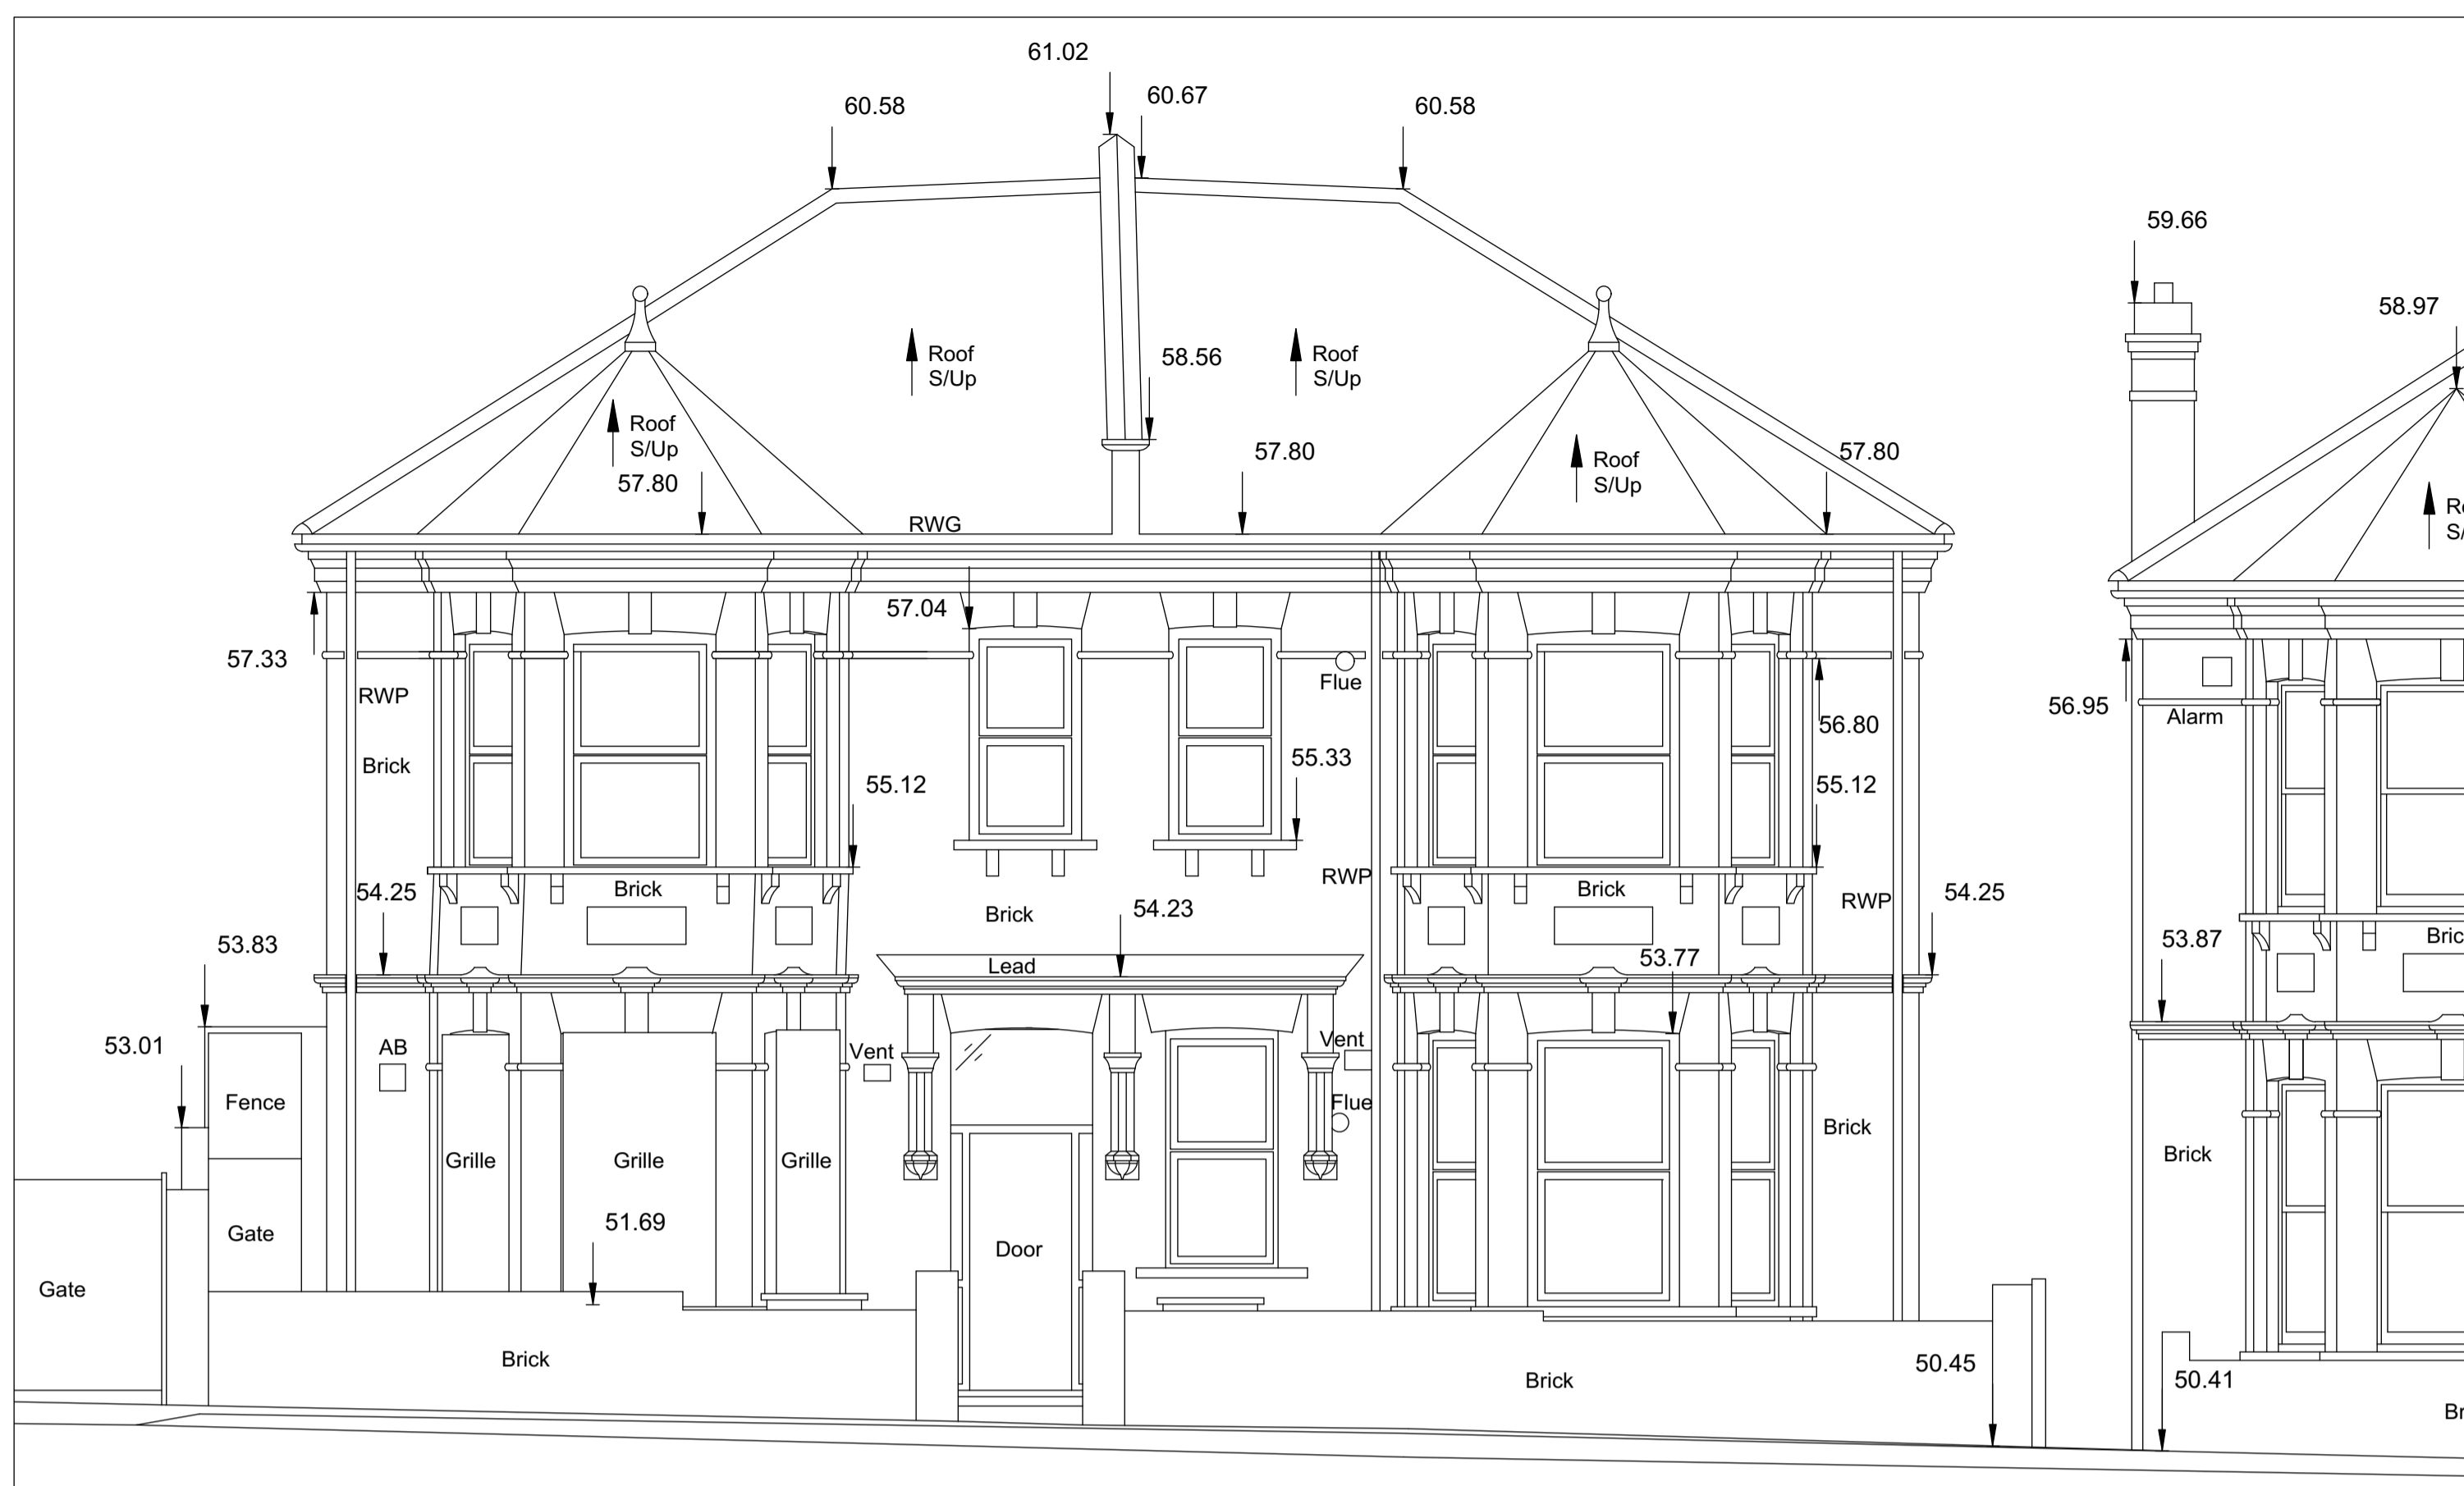 61.02
60.67
60.58
60.58
59.66
58.97
Roof
S/Up
Roof
S/Up
58.56
Roof
S/Up
57.80
57.80
57.80
Roof
S/Up
RWG
57.04
57.33
Flue
RWP
56.80
56.95
Alarm
Brick
55.33
55.12
55.12
54.25
Brick
RWP
Brick
RWP
54.25
Brick
54.23
53.83
53.87
53.77
Lead
53.01
AB
Vent
Vent
Fence
Flue
Brick
Grille
Grille
Grille
Brick
51.69
Gate
Door
Gate
Brick
50.45
Brick
50.41